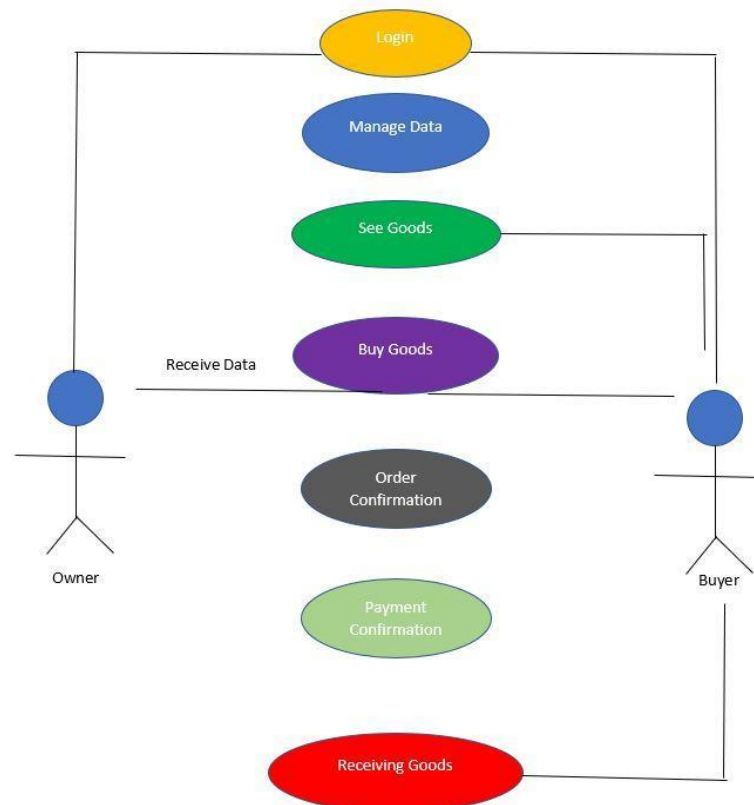 Login
Manage Data
See Goods
Buy Goods
Receive Data
Order
Confirmation
Owner
Buyer
Payment
Confirmation
Receiving Goods